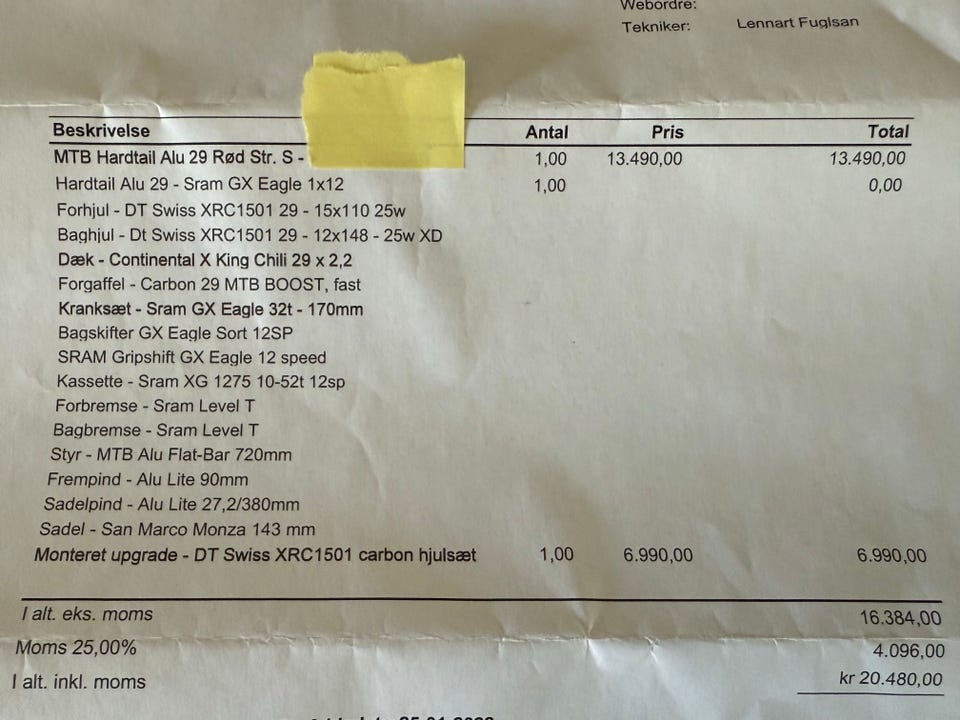 Webordre:
Tekniker: Lennart Fuglsan
Beskrivelse Antal Pris Total
MTB Hardtail Alu 29 Rød Str. S - 1,00 13.490,00 13.490,00
Hardtail Alu 29 - Sram GX Eagle 1x12 1,00 0,00
Forhjul - DT Swiss XRC1501 29 - 15x110 25w
Baghjul - Dt Swiss XRC1501 29 - 12x148 - 25w XD
Dæk - Continental X King Chili 29 x 2,2
Forgaffel - Carbon 29 MTB BOOST, fast
Kranksæt - Sram GX Eagle 32t - 170mm
Bagskifter GX Eagle Sort 12SP
SRAM Gripshift GX Eagle 12 speed
Kassette - Sram XG 1275 10-52t 12sp
Forbremse - Sram Level T
Bagbremse - Sram Level T
Styr - MTB Alu Flat-Bar 720mm
Frempind - Alu Lite 90mm
Sadelpind - Alu Lite 27,2/380mm
Sadel - San Marco Monza 143 mm
Monteret upgrade - DT Swiss XRC1501 carbon hjulsæt 1,00 6.990,00 6.990,00
I alt. eks. moms 16.384,00
Moms 25,00% 4.096,00
I alt. inkl. moms kr 20.480,00